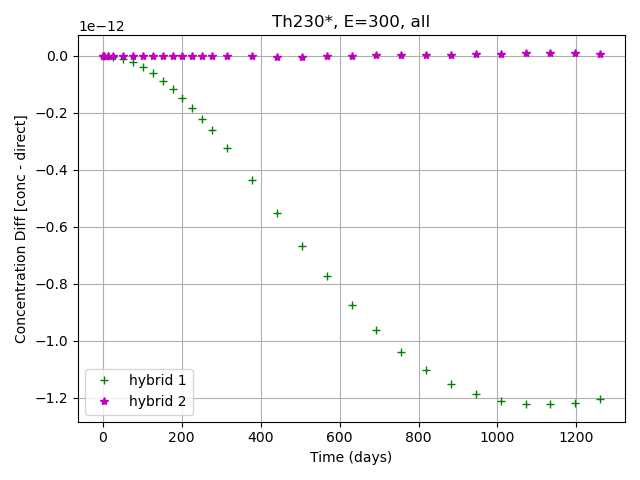 Th230*, E=300, all
1e−12
0.0
−0.2
−0.4
−0.6
−0.8
−1.0
−1.2
Concentration Diff [conc - direct]
hybrid 1
hybrid 2
0 200 400 600 800 1000 1200
Time (days)